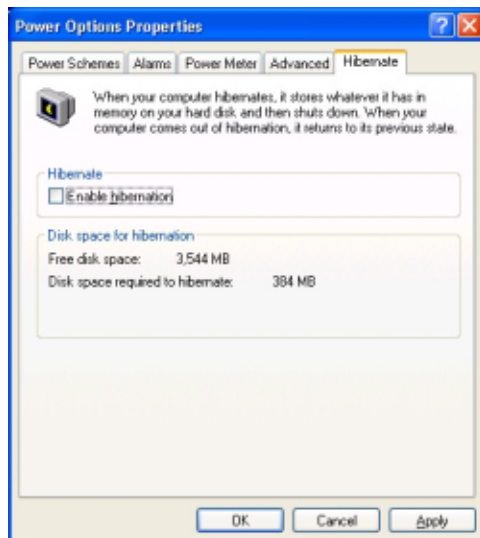 Power Options Properties
Power Schemes Alarms Power Meter Advanced Hibernate
When your computer hibernates, it stores whatever it has in
memory on your hard disk and then shuts down. When your
computer comes out of hibernation, it returns to its previous state.
Hibernate
Enable hibernation
Disk space for hibernation
Free disk space: 3,544 MB
Disk space required to hibernate: 384 MB
OK Cancel Apply